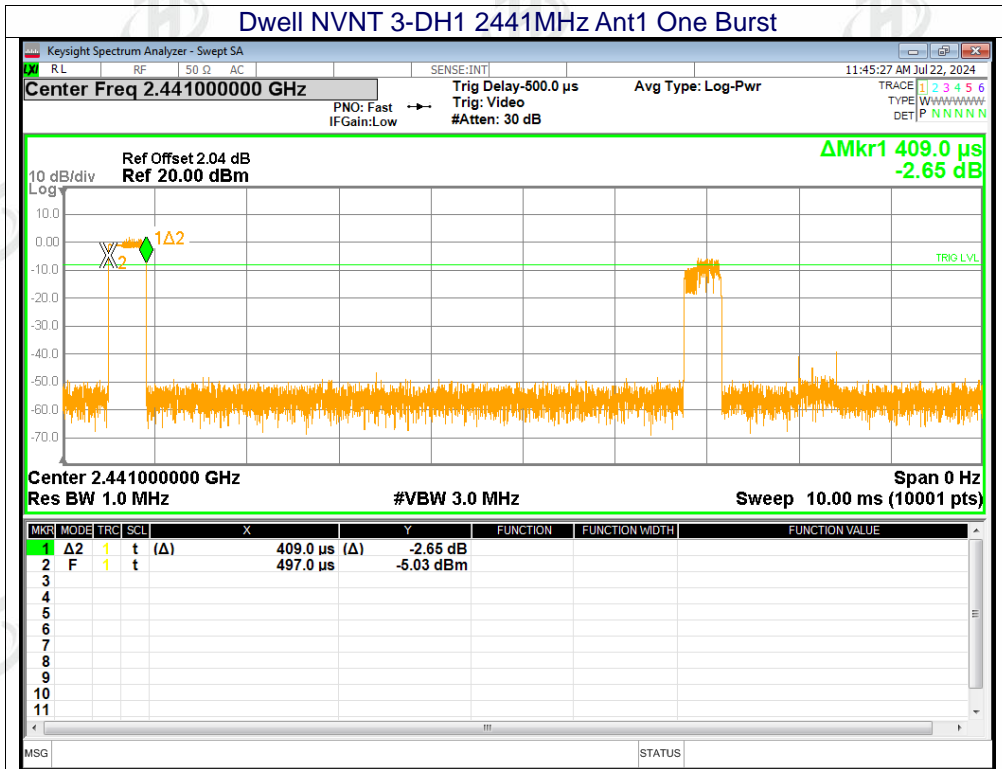 Dwell NVNT 3-DH1 2441MHz Ant1 One Burst
Keysight Spectrum Analyzer - Swept SA
LXI RL RF 50 Ω AC SENSE:INT 11:45:27 AM Jul 22, 2024
Center Freq 2.441000000 GHz Trig Delay-500.0 µs Avg Type: Log-Pwr TRACE 1 2 3 4 5 6
PNO: Fast Trig: Video TYPE WWWWWWW
IFGain:Low #Atten: 30 dB DET P N N N N N
ΔMkr1 409.0 µs
-2.65 dB
Ref Offset 2.04 dB
10 dB/div Ref 20.00 dBm
Log
10.0
0.00
-10.0
-20.0
-30.0
-40.0
-50.0
-60.0
-70.0
1Δ2
2
TRIG LVL
Center 2.441000000 GHz Span 0 Hz
Res BW 1.0 MHz #VBW 3.0 MHz Sweep 10.00 ms (10001 pts)
MKR MODE TRC SCL X Y FUNCTION FUNCTION WIDTH FUNCTION VALUE
1 Δ2 1 t (Δ) 409.0 µs (Δ) -2.65 dB
2 F 1 t 497.0 µs -5.03 dBm
3
4
5
6
7
8
9
10
11
MSG STATUS